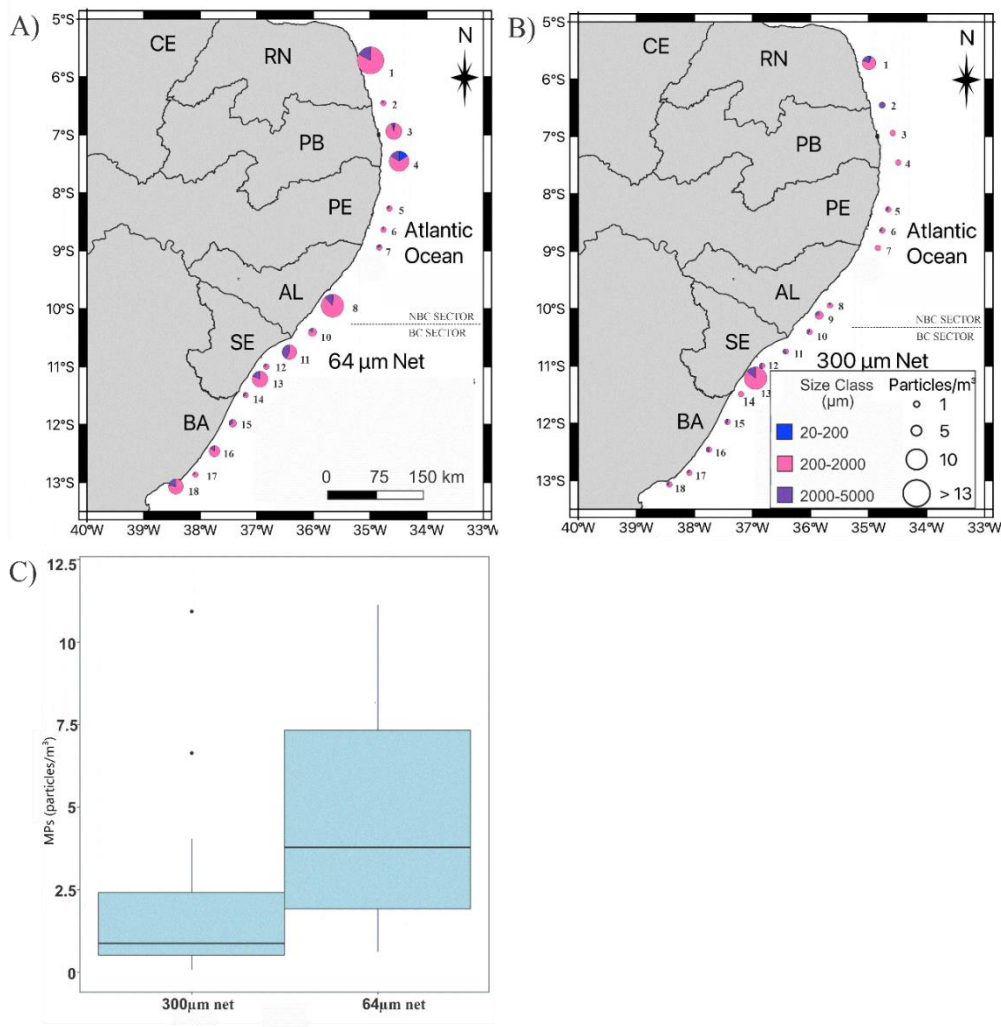 A)
CE
RN
PB
PE
AL
SE
BA
N
1
2
3
4
5
6
7
8
10
11
12
13
14
15
16
17
18
Atlantic
Ocean
NBC SECTOR
BC SECTOR
64 µm Net
0 75 150 km
5°S
6°S
7°S
8°S
9°S
10°S
11°S
12°S
13°S
40°W 39°W 38°W 37°W 36°W 35°W 34°W 33°W
B)
CE
RN
PB
PE
AL
SE
BA
N
1
2
3
4
5
6
7
8
9
10
11
12
13
14
15
16
17
18
Atlantic
Ocean
NBC SECTOR
BC SECTOR
300 µm Net
Size Class
(µm)
20-200
200-2000
2000-5000
Particles/m³
1
5
10
> 13
5°S
6°S
7°S
8°S
9°S
10°S
11°S
12°S
13°S
40°W 39°W 38°W 37°W 36°W 35°W 34°W 33°W
C)
MPs (particles/m³)
12.5
10
7.5
5
2.5
0
300µm net 64µm net